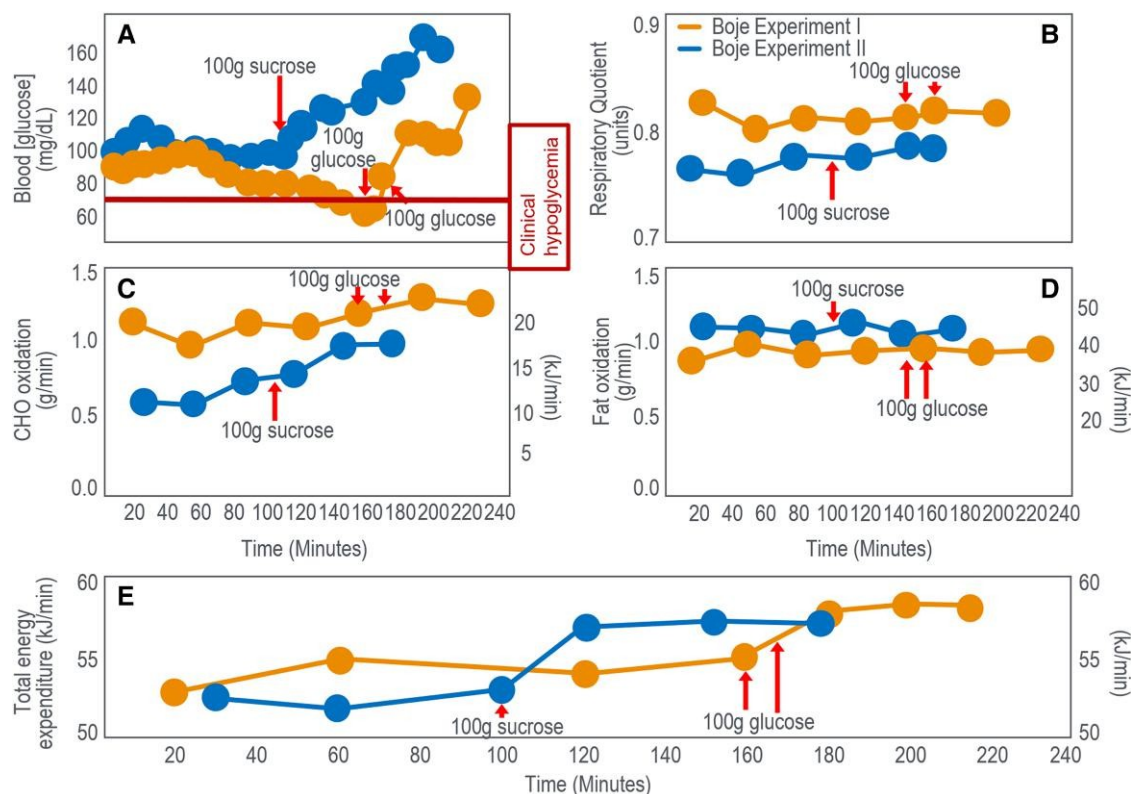 A
160
140
120
100
80
60
Blood [glucose]
(mg/dL)
100g sucrose
100g
glucose
100g glucose
Clinical
hypoglycemia
B
0.9
0.8
0.7
Respiratory Quotient
(units)
Boje Experiment I
Boje Experiment II
100g glucose
100g sucrose
C
1.5
1.0
0.5
0.0
CHO oxidation
(g/min)
100g glucose
100g sucrose
20
15
10
5
(kJ/min)
20 40 60 80 100 120 140 160 180 200 220 240
Time (Minutes)
D
1.5
1.0
0.5
0.0
Fat oxidation
(g/min)
100g sucrose
100g glucose
50
40
30
20
(kJ/min)
20 40 60 80 100 120 140 160 180 200 220 240
Time (Minutes)
E
60
55
50
Total energy
expenditure (kJ/min)
100g sucrose
100g glucose
60
55
50
(kJ/min)
20 40 60 80 100 120 140 160 180 200 220 240
Time (Minutes)